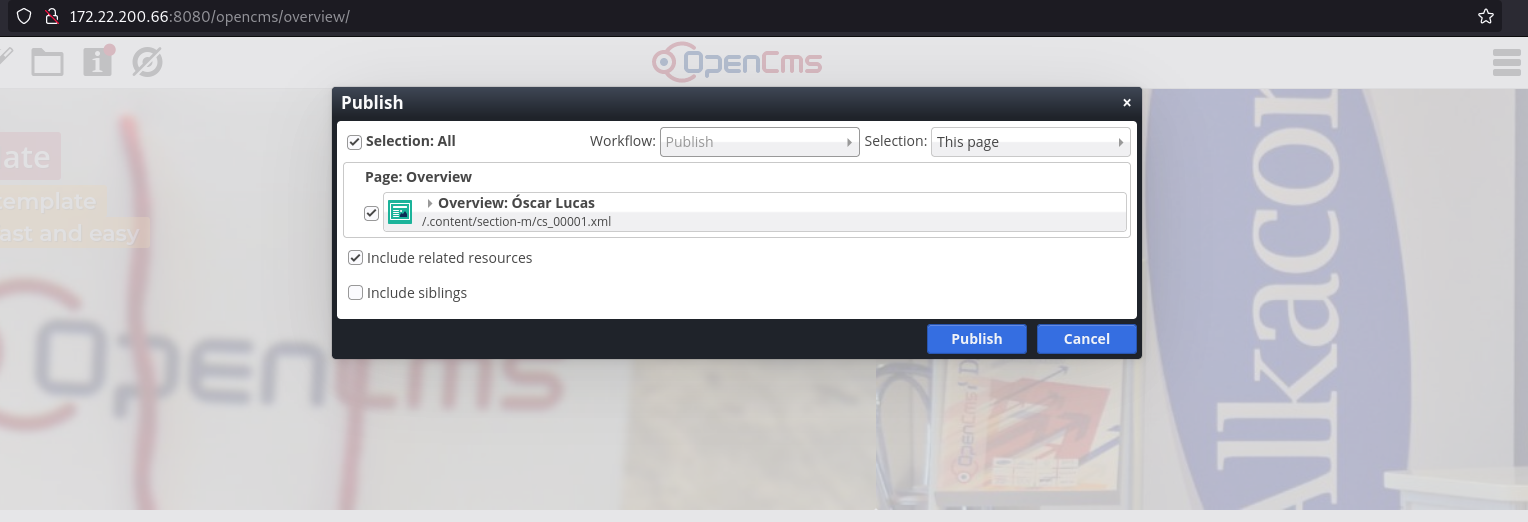 172.22.200.66:8080/opencms/overview/
OpenCms
Publish ×
Selection: All Workflow: Publish Selection: This page
Page: Overview
Overview: Óscar Lucas
/.content/section-m/cs_00001.xml
Include related resources
Include siblings
Publish Cancel
ate
template
ast and easy
OpenCms
Alkacon
OpenCms